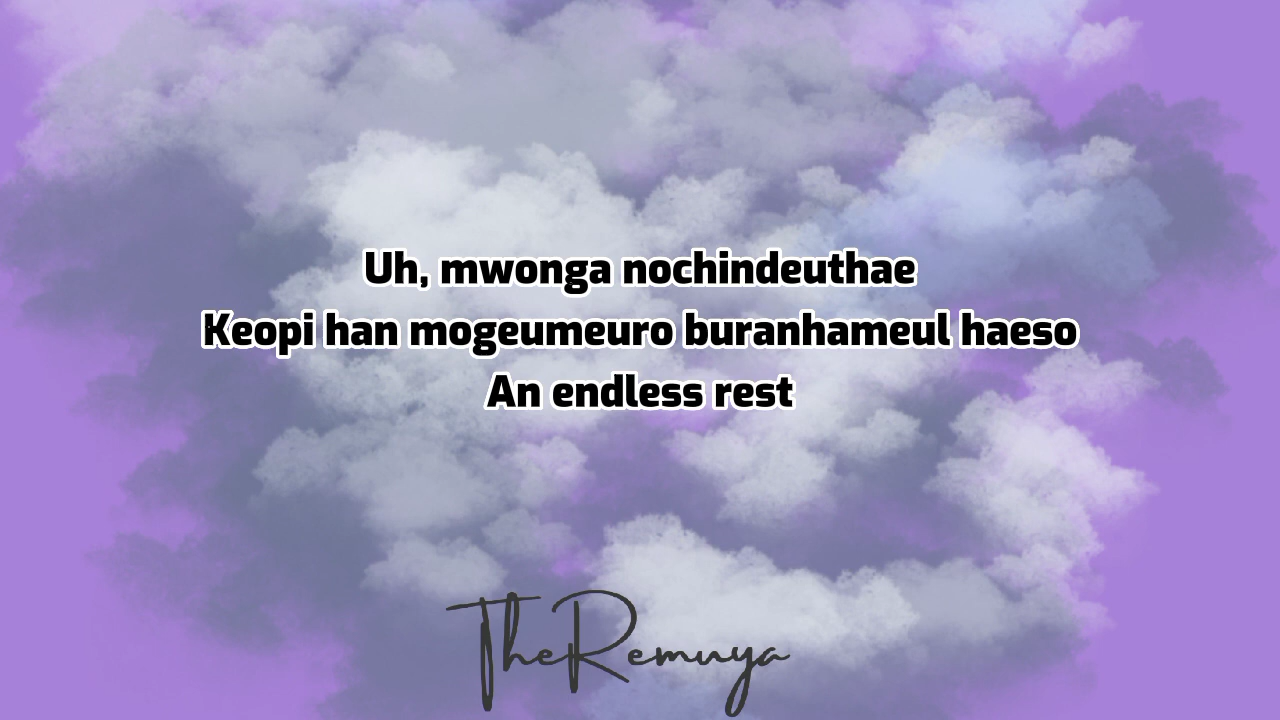 Uh, mwonga nochindeuthae
Keopi han mogeumeuro buranhameul haeso
An endless rest
TheRemuya